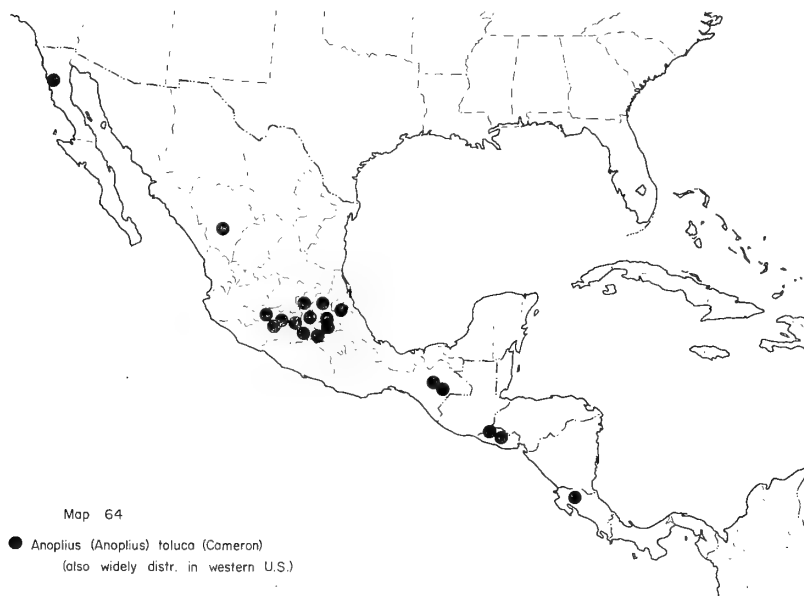 Map 64
Anoplius (Anoplius) toluca (Cameron)
(also widely distr. in western U.S.)